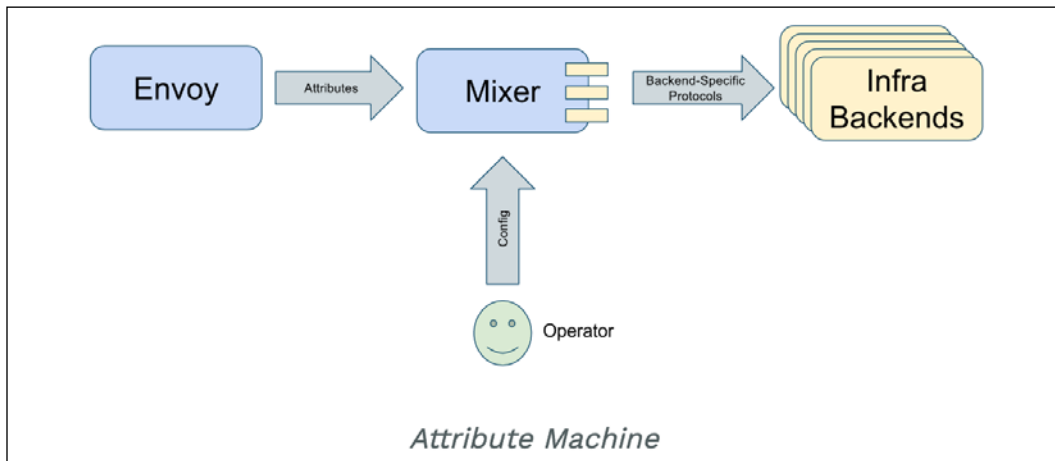 Envoy
Attributes
Mixer
Backend-Specific
Protocols
Infra
Backends
Config
Operator
Attribute Machine